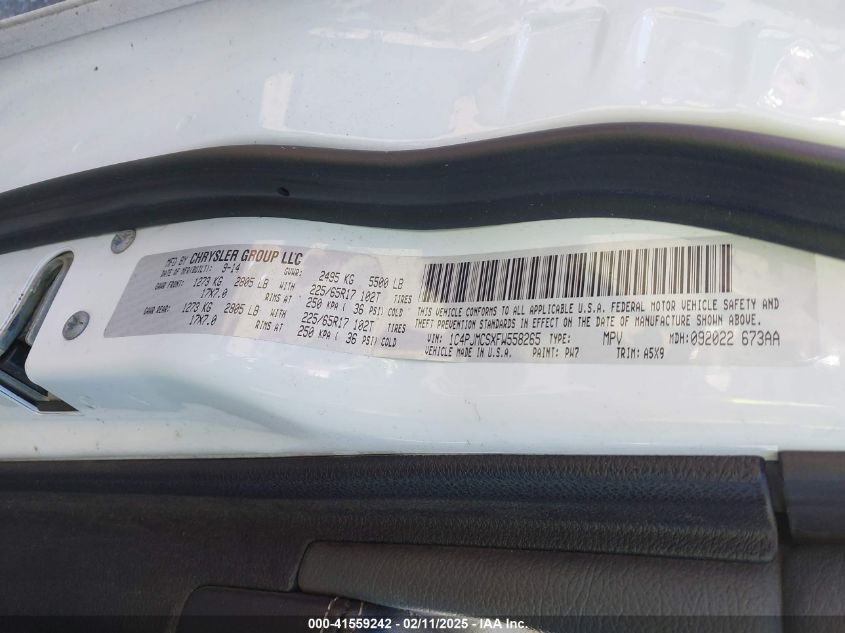 MFD BY CHRYSLER GROUP LLC
DATE OF MFR(BUILT): 9-14 GVWR: 2495 KG 5500 LB
GAWR FRONT: 1273 KG 2805 LB WITH 225/65R17 102T TIRES
17X7.0 RIMS AT 250 KPA ( 36 PSI) COLD
GAWR REAR: 1273 KG 2805 LB WITH 225/65R17 102T TIRES
17X7.0 RIMS AT 250 KPA ( 36 PSI) COLD
THIS VEHICLE CONFORMS TO ALL APPLICABLE U.S.A. FEDERAL MOTOR VEHICLE SAFETY AND
THEFT PREVENTION STANDARDS IN EFFECT ON THE DATE OF MANUFACTURE SHOWN ABOVE.
VIN: 1C4PJMCSXFW558265 TYPE: MPV MDH: 092022 673AA
VEHICLE MADE IN U.S.A. PAINT: PW7 TRIM: A5X9
000-41559242 - 02/11/2025 - IAA Inc.